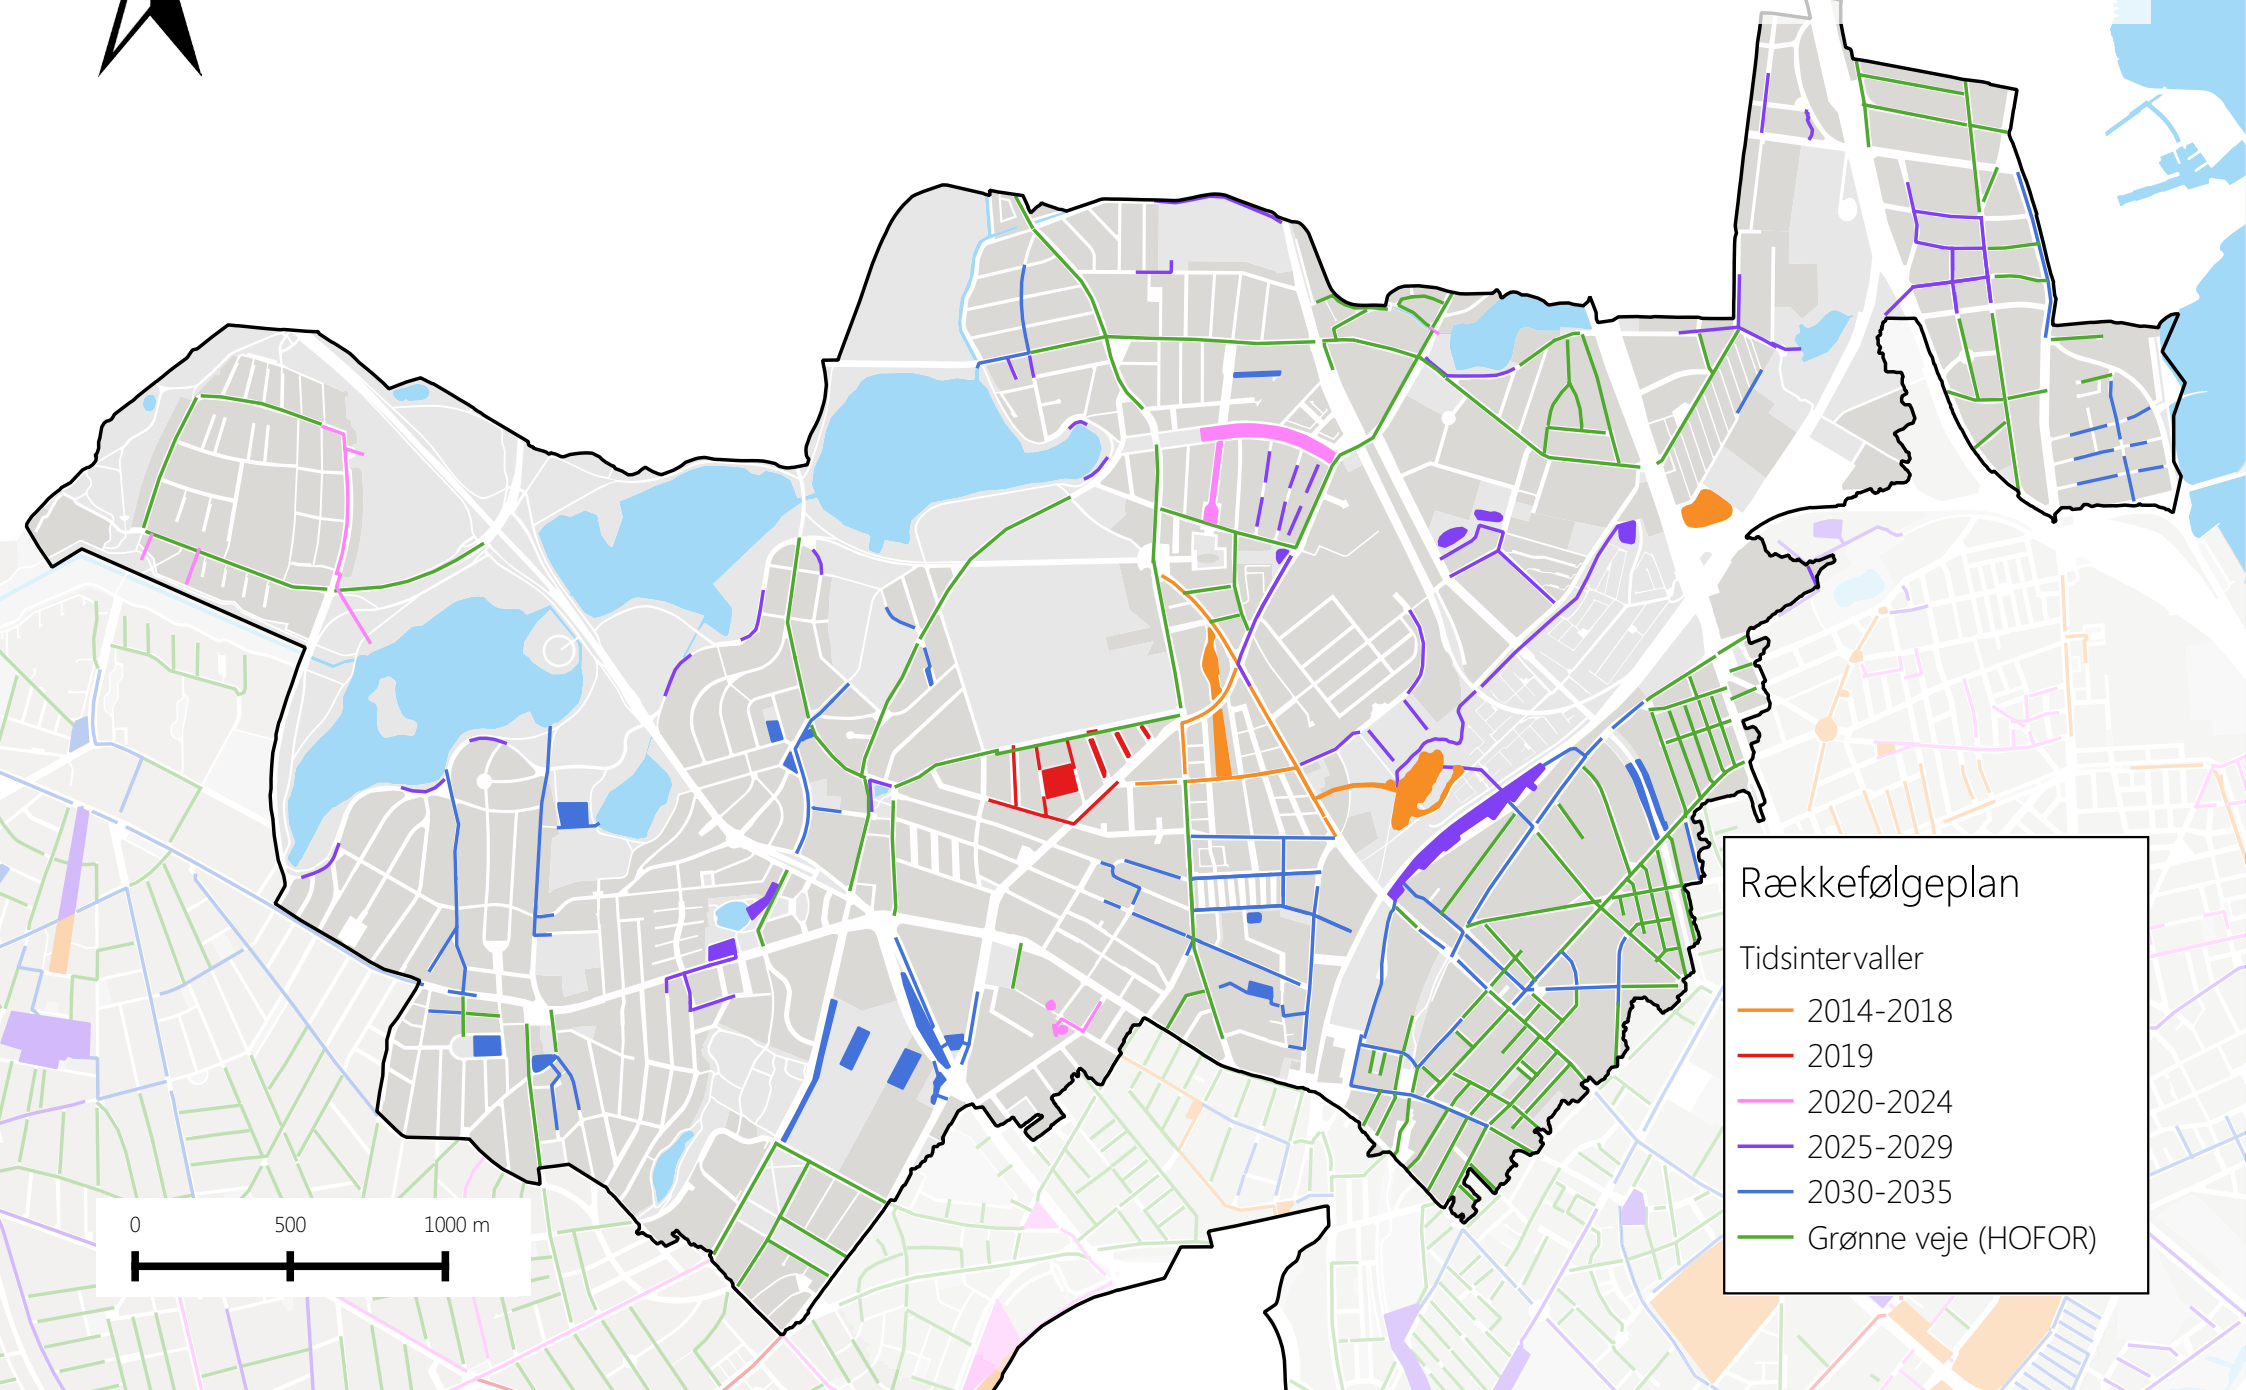 Rækkefølgeplan
Tidsintervaller
2014-2018
2019
2020-2024
2025-2029
2030-2035
Grønne veje (HOFOR)
0 500 1000 m